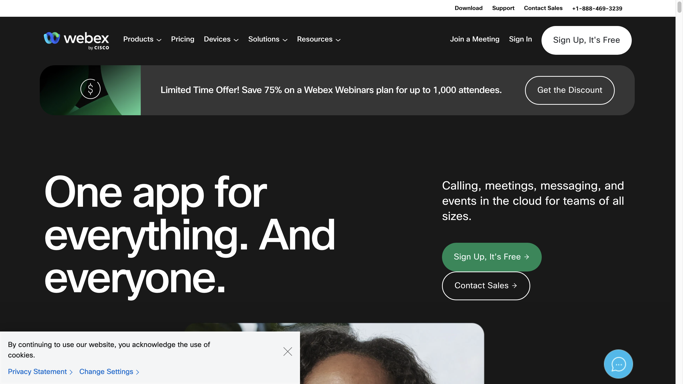 Download Support Contact Sales +1-888-469-3239
webex
by CISCO
Products Pricing Devices Solutions Resources Join a Meeting Sign In Sign Up, It's Free
$
Limited Time Offer! Save 75% on a Webex Webinars plan for up to 1,000 attendees. Get the Discount
One app for
everything. And
everyone.
Calling, meetings, messaging, and
events in the cloud for teams of all
sizes.
Sign Up, It's Free →
Contact Sales →
By continuing to use our website, you acknowledge the use of
cookies.
Privacy Statement > Change Settings >